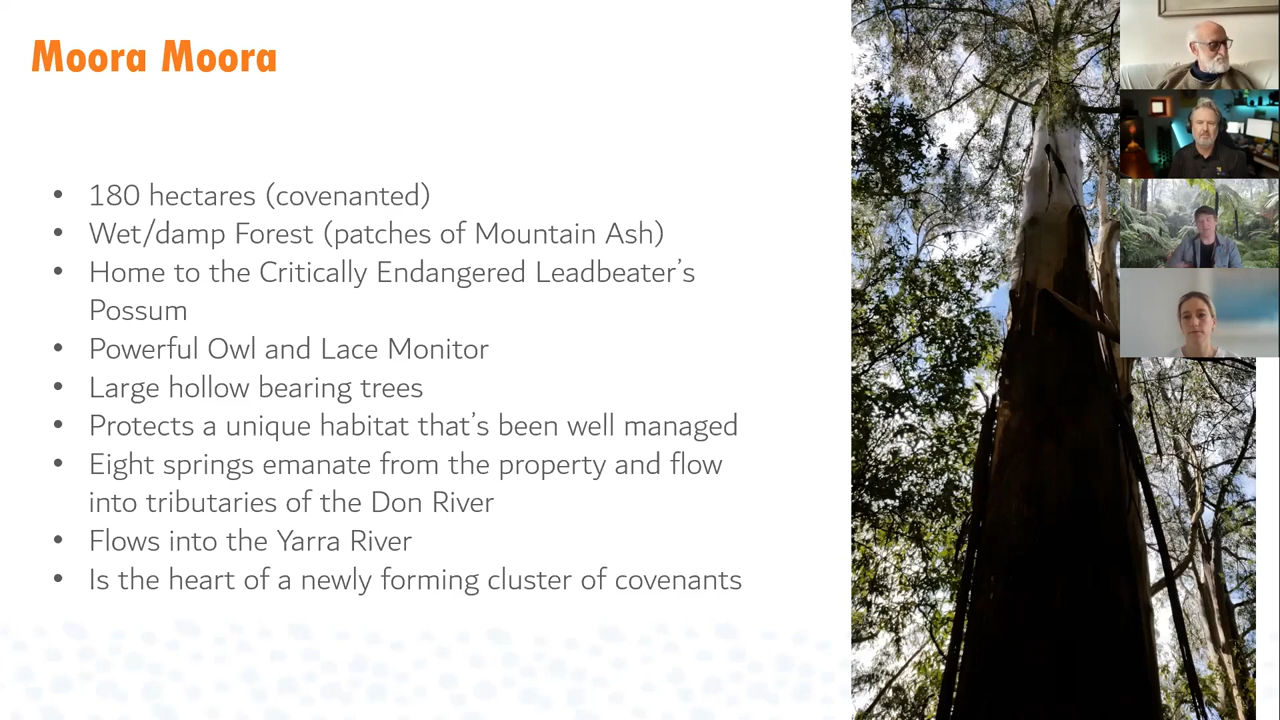 Moora Moora
• 180 hectares (covenanted)
• Wet/damp Forest (patches of Mountain Ash)
• Home to the Critically Endangered Leadbeater’s
Possum
• Powerful Owl and Lace Monitor
• Large hollow bearing trees
• Protects a unique habitat that’s been well managed
• Eight springs emanate from the property and flow
into tributaries of the Don River
• Flows into the Yarra River
• Is the heart of a newly forming cluster of covenants